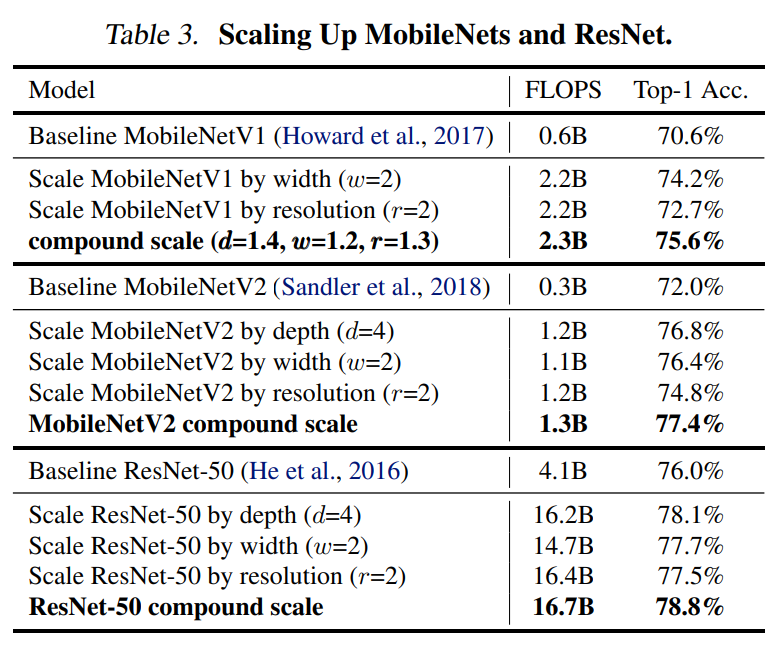 Table 3. Scaling Up MobileNets and ResNet.
Model FLOPS Top-1 Acc.
Baseline MobileNetV1 (Howard et al., 2017) 0.6B 70.6%
Scale MobileNetV1 by width (w=2) 2.2B 74.2%
Scale MobileNetV1 by resolution (r=2) 2.2B 72.7%
compound scale (d=1.4, w=1.2, r=1.3) 2.3B 75.6%
Baseline MobileNetV2 (Sandler et al., 2018) 0.3B 72.0%
Scale MobileNetV2 by depth (d=4) 1.2B 76.8%
Scale MobileNetV2 by width (w=2) 1.1B 76.4%
Scale MobileNetV2 by resolution (r=2) 1.2B 74.8%
MobileNetV2 compound scale 1.3B 77.4%
Baseline ResNet-50 (He et al., 2016) 4.1B 76.0%
Scale ResNet-50 by depth (d=4) 16.2B 78.1%
Scale ResNet-50 by width (w=2) 14.7B 77.7%
Scale ResNet-50 by resolution (r=2) 16.4B 77.5%
ResNet-50 compound scale 16.7B 78.8%